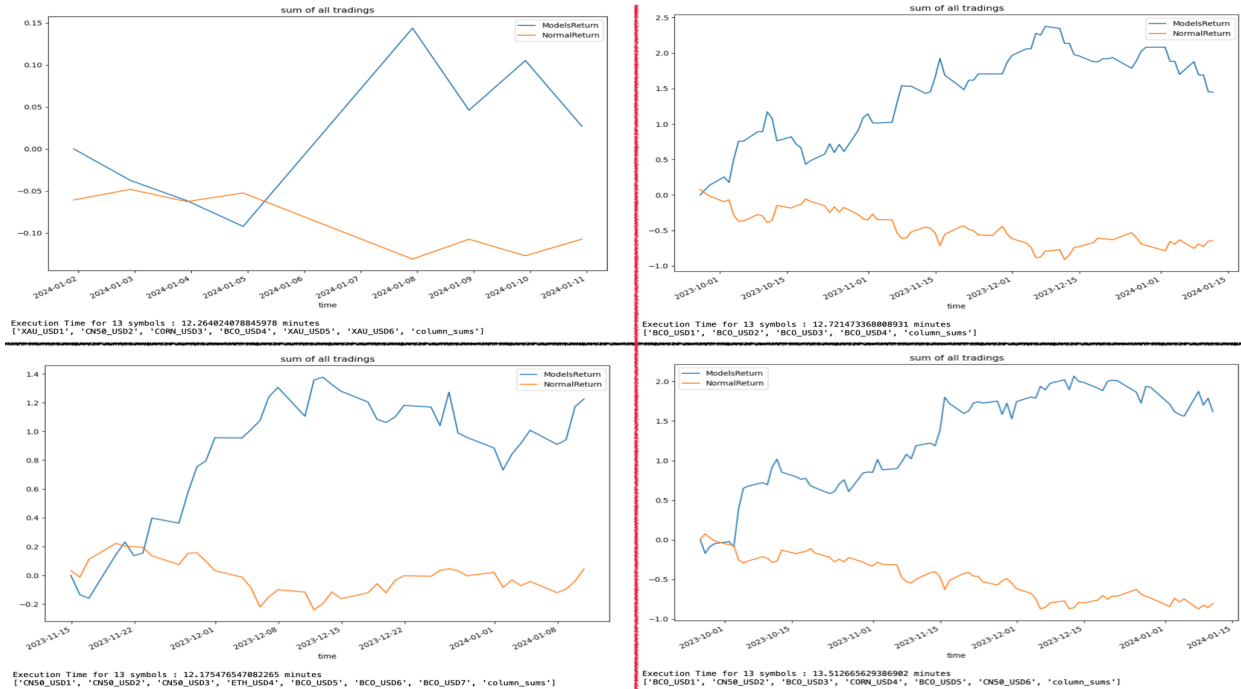 sum of all tradings
ModelsReturn
NormalReturn
0.15
0.10
0.05
0.00
−0.05
−0.10
2024-01-02
2024-01-03
2024-01-04
2024-01-05
2024-01-06
2024-01-07
2024-01-08
2024-01-09
2024-01-10
2024-01-11
time
Execution Time for 13 symbols : 12.264024078845978 minutes
['XAU_USD1', 'CN50_USD2', 'CORN_USD3', 'BCO_USD4', 'XAU_USD5', 'XAU_USD6', 'column_sums']
sum of all tradings
ModelsReturn
NormalReturn
2.5
2.0
1.5
1.0
0.5
0.0
−0.5
−1.0
2023-10-01
2023-10-15
2023-11-01
2023-11-15
2023-12-01
2023-12-15
2024-01-01
2024-01-15
time
Execution Time for 13 symbols : 12.721473368008931 minutes
['BCO_USD1', 'BCO_USD2', 'BCO_USD3', 'BCO_USD4', 'column_sums']
sum of all tradings
ModelsReturn
NormalReturn
1.4
1.2
1.0
0.8
0.6
0.4
0.2
0.0
−0.2
2023-11-15
2023-11-22
2023-12-01
2023-12-08
2023-12-15
2023-12-22
2024-01-01
2024-01-08
time
Execution Time for 13 symbols : 12.175476547082265 minutes
['CN50_USD1', 'CN50_USD2', 'CN50_USD3', 'ETH_USD4', 'BCO_USD5', 'BCO_USD6', 'BCO_USD7', 'column_sums']
sum of all tradings
ModelsReturn
NormalReturn
2.0
1.5
1.0
0.5
0.0
−0.5
−1.0
2023-10-01
2023-10-15
2023-11-01
2023-11-15
2023-12-01
2023-12-15
2024-01-01
2024-01-15
time
Execution Time for 13 symbols : 13.512665629386902 minutes
['BCO_USD1', 'CN50_USD2', 'BCO_USD3', 'CORN_USD4', 'BCO_USD5', 'CN50_USD6', 'column_sums']